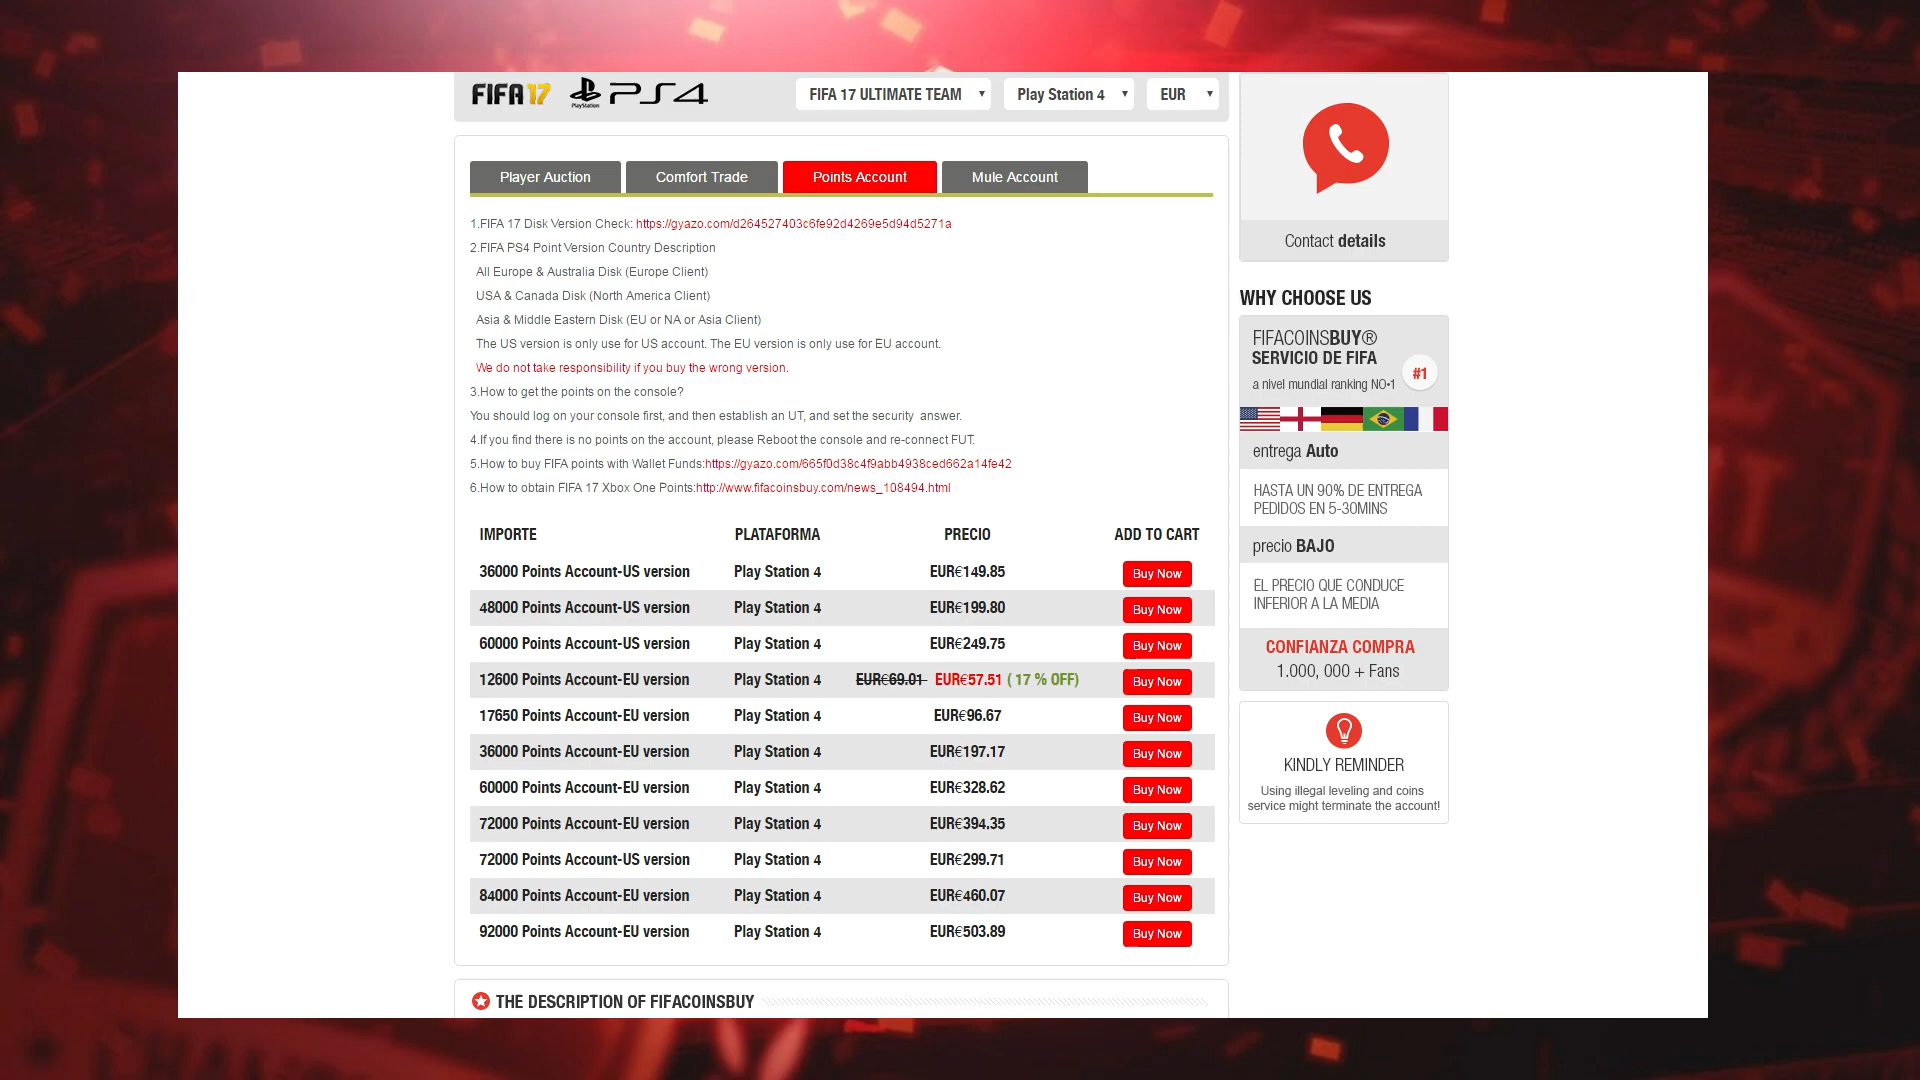 FIFA 17 PlayStation PS4 FIFA 17 ULTIMATE TEAM Play Station 4 EUR
Player Auction Comfort Trade Points Account Mule Account
1.FIFA 17 Disk Version Check: https://gyazo.com/d264527403c6fe92d4269e5d94d5271a
2.FIFA PS4 Point Version Country Description
All Europe & Australia Disk (Europe Client)
USA & Canada Disk (North America Client)
Asia & Middle Eastern Disk (EU or NA or Asia Client)
The US version is only use for US account. The EU version is only use for EU account.
We do not take responsibility if you buy the wrong version.
3.How to get the points on the console?
You should log on your console first, and then establish an UT, and set the security answer.
4.If you find there is no points on the account, please Reboot the console and re-connect FUT.
5.How to buy FIFA points with Wallet Funds:https://gyazo.com/665f0d38c4f9abb4938ced662a14fe42
6.How to obtain FIFA 17 Xbox One Points:http://www.fifacoinsbuy.com/news_108494.html
IMPORTE PLATAFORMA PRECIO ADD TO CART
36000 Points Account-US version Play Station 4 EUR€149.85 Buy Now
48000 Points Account-US version Play Station 4 EUR€199.80 Buy Now
60000 Points Account-US version Play Station 4 EUR€249.75 Buy Now
12600 Points Account-EU version Play Station 4 EUR€69.01 EUR€57.51 ( 17 % OFF) Buy Now
17650 Points Account-EU version Play Station 4 EUR€96.67 Buy Now
36000 Points Account-EU version Play Station 4 EUR€197.17 Buy Now
60000 Points Account-EU version Play Station 4 EUR€328.62 Buy Now
72000 Points Account-EU version Play Station 4 EUR€394.35 Buy Now
72000 Points Account-US version Play Station 4 EUR€299.71 Buy Now
84000 Points Account-EU version Play Station 4 EUR€460.07 Buy Now
92000 Points Account-EU version Play Station 4 EUR€503.89 Buy Now
THE DESCRIPTION OF FIFACOINSBUY
Contact details
WHY CHOOSE US
FIFACOINSBUY®
SERVICIO DE FIFA
a nivel mundial ranking NO•1
#1
entrega Auto
HASTA UN 90% DE ENTREGA
PEDIDOS EN 5-30MINS
precio BAJO
EL PRECIO QUE CONDUCE
INFERIOR A LA MEDIA
CONFIANZA COMPRA
1.000, 000 + Fans
KINDLY REMINDER
Using illegal leveling and coins
service might terminate the account!